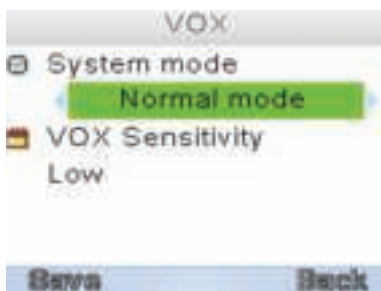 VOX
System mode
Normal mode
VOX Sensitivity
Low
Save Back